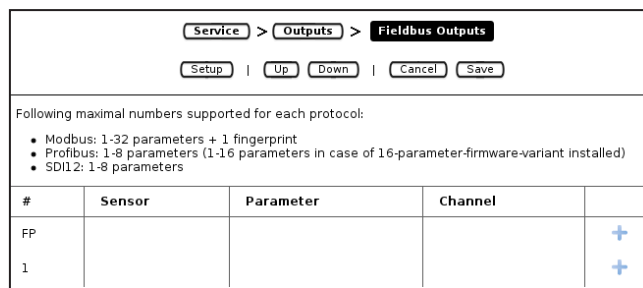 Service > Outputs > Fieldbus Outputs
Setup | Up Down | Cancel Save
Following maximal numbers supported for each protocol:
• Modbus: 1-32 parameters + 1 fingerprint
• Profibus: 1-8 parameters (1-16 parameters in case of 16-parameter-firmware-variant installed)
• SDI12: 1-8 parameters
# Sensor Parameter Channel
FP +
1 +